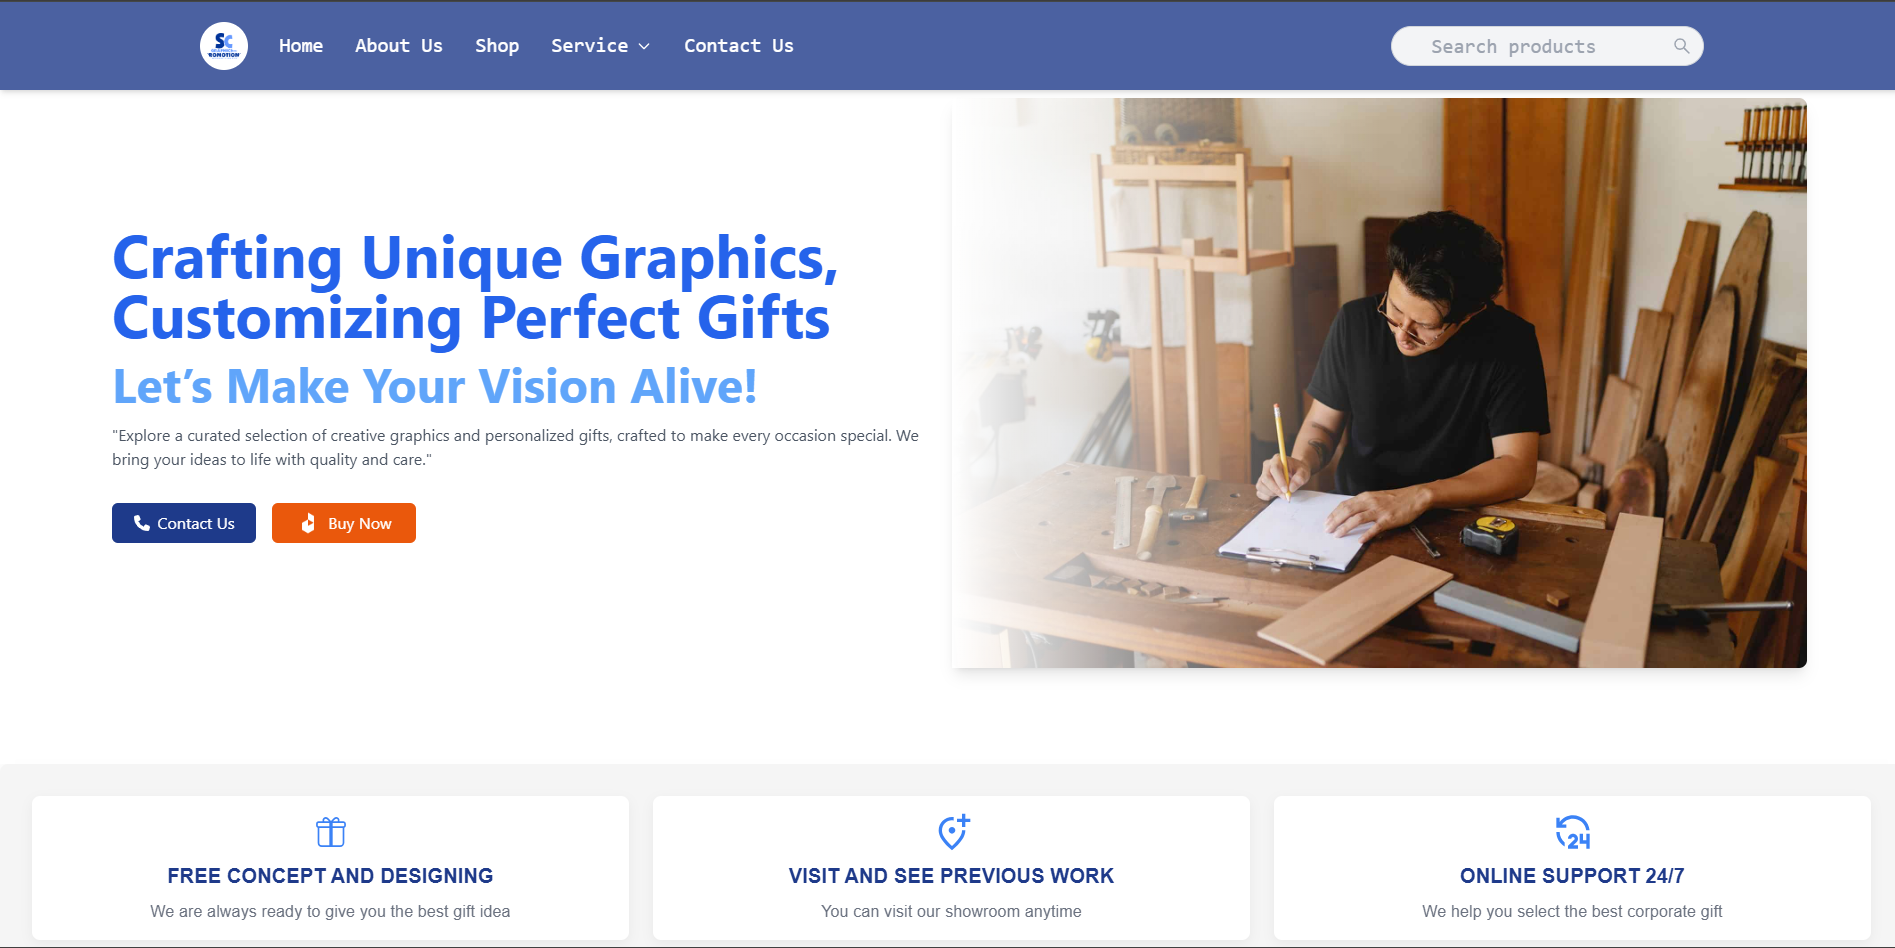 SC
Home
About Us
Shop
Service
Contact Us
Search products
Crafting Unique Graphics,
Customizing Perfect Gifts
Let’s Make Your Vision Alive!
"Explore a curated selection of creative graphics and personalized gifts, crafted to make every occasion special. We
bring your ideas to life with quality and care."
Contact Us
Buy Now
FREE CONCEPT AND DESIGNING
We are always ready to give you the best gift idea
VISIT AND SEE PREVIOUS WORK
You can visit our showroom anytime
24
ONLINE SUPPORT 24/7
We help you select the best corporate gift